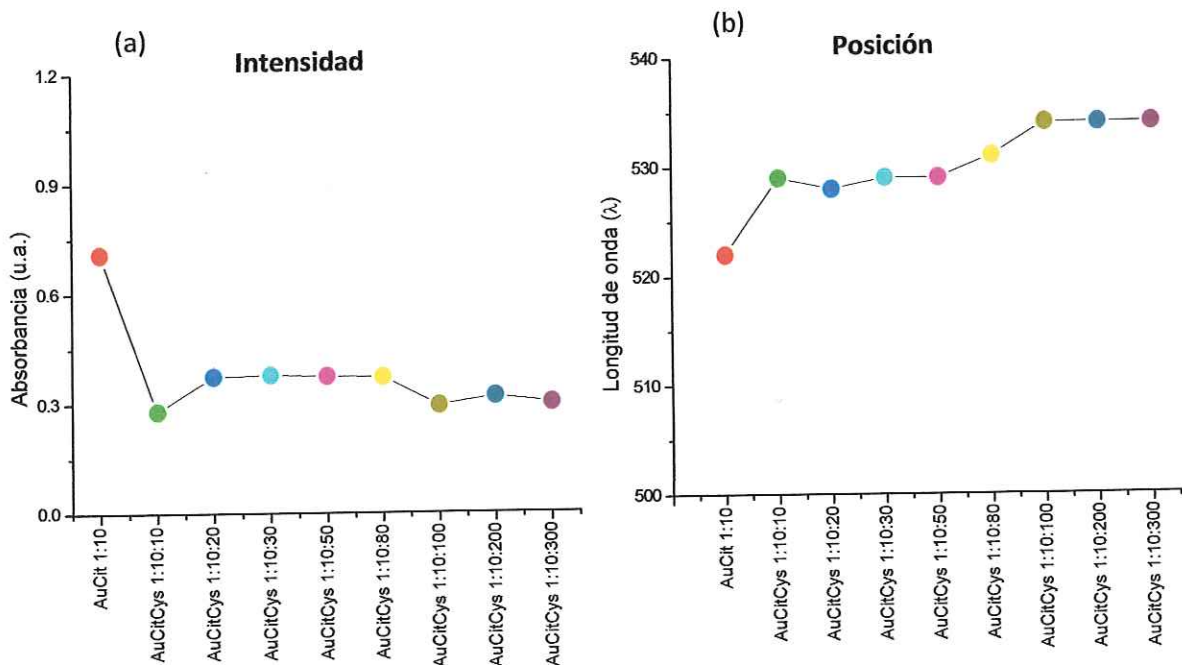 (a)
Intensidad
Absorbancia (u.a.)
1.2
0.9
0.6
0.3
0.0
AuCit 1:10
AuCitCys 1:10:10
AuCitCys 1:10:20
AuCitCys 1:10:30
AuCitCys 1:10:50
AuCitCys 1:10:80
AuCitCys 1:10:100
AuCitCys 1:10:200
AuCitCys 1:10:300
(b)
Posición
Longitud de onda (λ)
540
530
520
510
500
AuCit 1:10
AuCitCys 1:10:10
AuCitCys 1:10:20
AuCitCys 1:10:30
AuCitCys 1:10:50
AuCitCys 1:10:80
AuCitCys 1:10:100
AuCitCys 1:10:200
AuCitCys 1:10:300